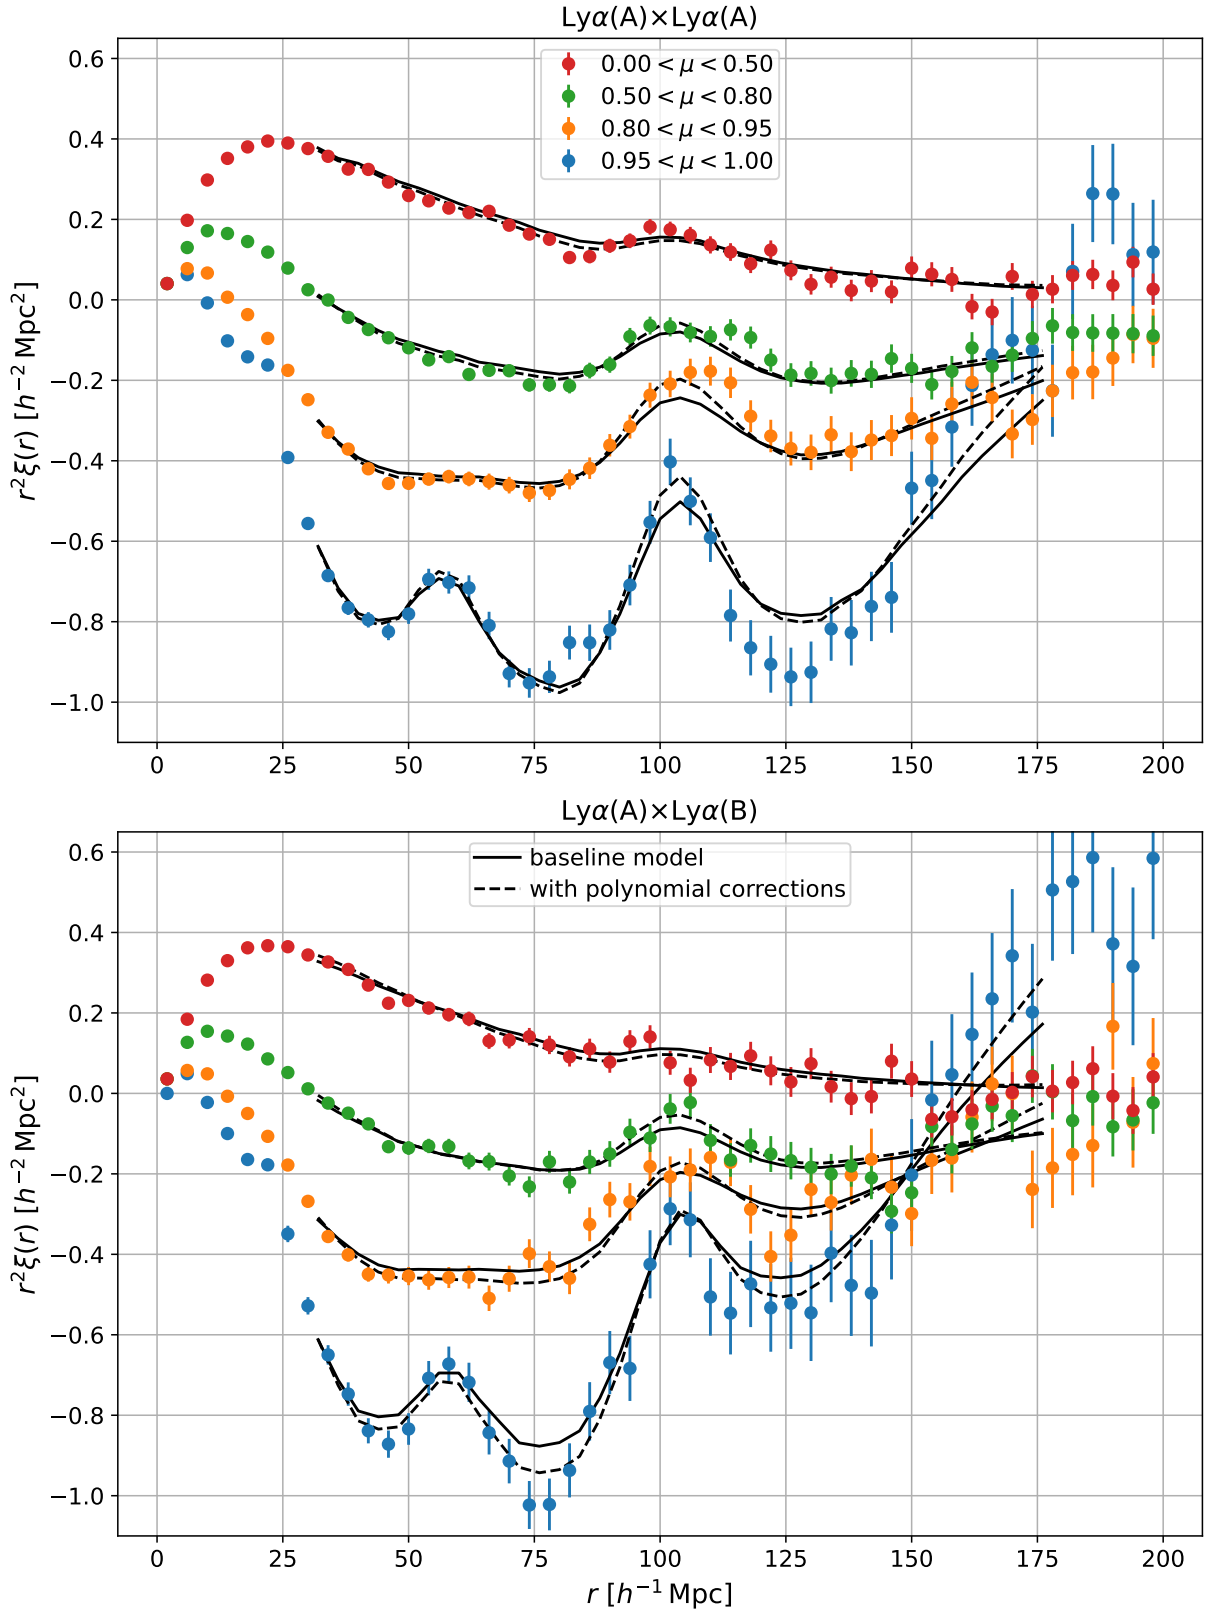 Lyα(A)×Lyα(A)
0.00 < μ < 0.50
0.50 < μ < 0.80
0.80 < μ < 0.95
0.95 < μ < 1.00
0.6
0.4
0.2
0.0
−0.2
−0.4
−0.6
−0.8
−1.0
r²ξ(r) [h⁻² Mpc²]
0 25 50 75 100 125 150 175 200
Lyα(A)×Lyα(B)
baseline model
with polynomial corrections
0.6
0.4
0.2
0.0
−0.2
−0.4
−0.6
−0.8
−1.0
r²ξ(r) [h⁻² Mpc²]
0 25 50 75 100 125 150 175 200
r [h⁻¹ Mpc]